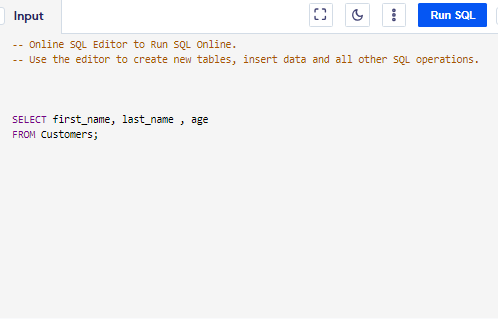 Input
Run SQL
-- Online SQL Editor to Run SQL Online.
-- Use the editor to create new tables, insert data and all other SQL operations.
SELECT first_name, last_name , age
FROM Customers;